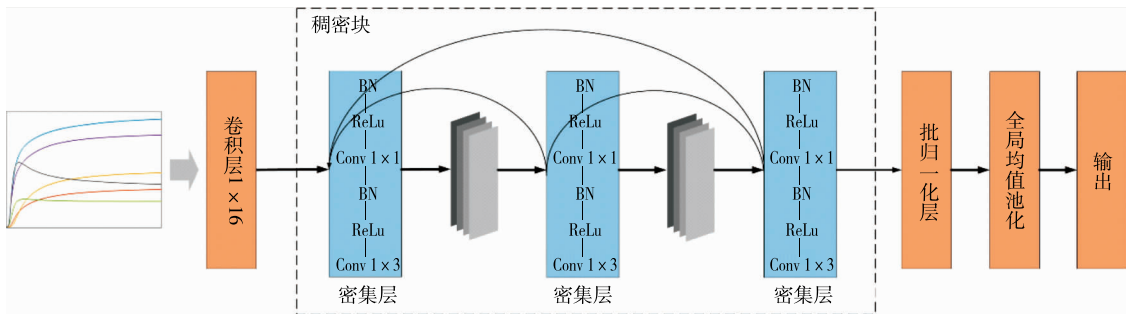 稠密块
卷积层1×16
BN
ReLu
Conv 1×1
BN
ReLu
Conv 1×3
密集层
BN
ReLu
Conv 1×1
BN
ReLu
Conv 1×3
密集层
BN
ReLu
Conv 1×1
BN
ReLu
Conv 1×3
密集层
批归一化层
全局均值池化
输出